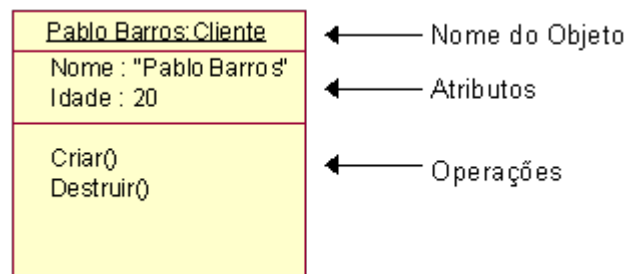 Pablo Barros:Cliente
Nome do Objeto
Nome : "Pablo Barros"
Idade : 20
Atributos
Criar()
Destruir()
Operações